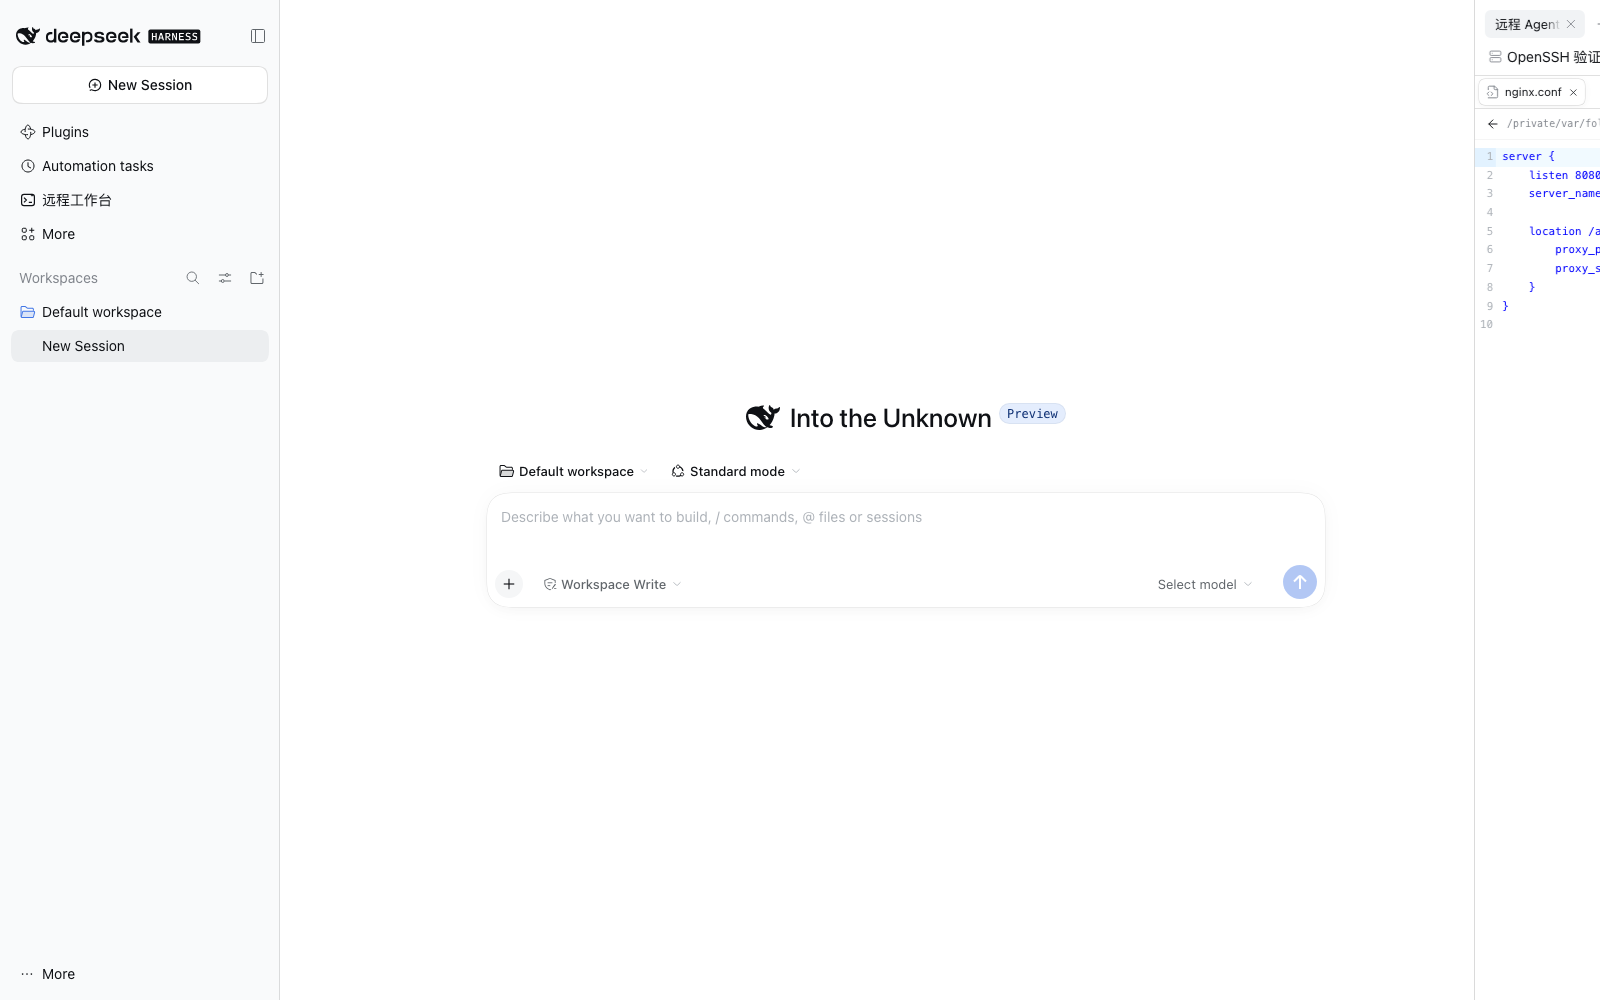 deepseek HARNESS
New Session
Plugins
Automation tasks
远程工作台
More
Workspaces
Default workspace
New Session
More
Into the Unknown Preview
Default workspace Standard mode
Describe what you want to build, / commands, @ files or sessions
Workspace Write Select model
远程 Agent
OpenSSH 验证
nginx.conf
/private/var/fol
1 server {
2 listen 8080
3 server_name
4
5 location /a
6 proxy_p
7 proxy_s
8 }
9 }
10